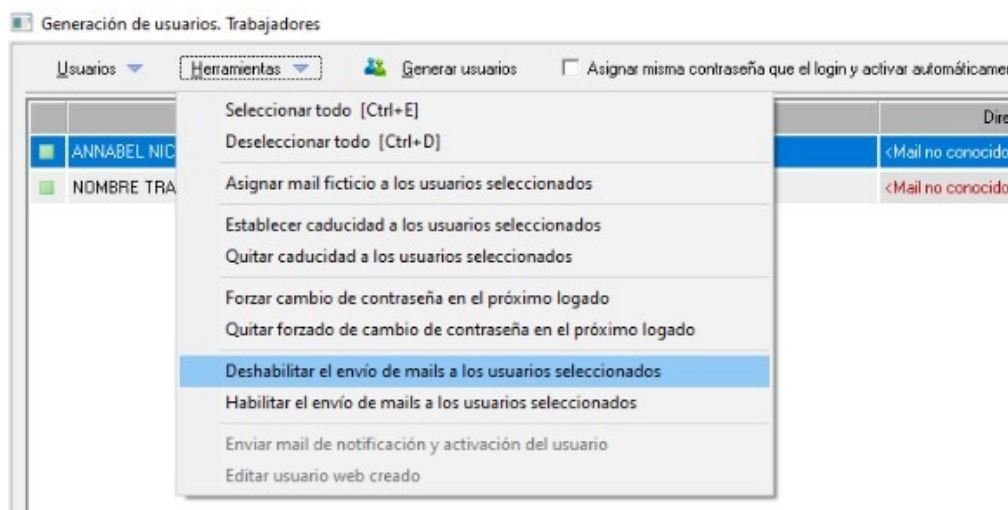 Generación de usuarios. Trabajadores
Usuarios Herramientas Generar usuarios Asignar misma contraseña que el login y activar automáticame
Seleccionar todo [Ctrl+E]
Dire
Deseleccionar todo [Ctrl+D]
ANNABEL NIC <Mail no conocido
Asignar mail ficticio a los usuarios seleccionados
NOMBRE TRA <Mail no conocido
Establecer caducidad a los usuarios seleccionados
Quitar caducidad a los usuarios seleccionados
Forzar cambio de contraseña en el próximo logado
Quitar forzado de cambio de contraseña en el próximo logado
Deshabilitar el envío de mails a los usuarios seleccionados
Habilitar el envío de mails a los usuarios seleccionados
Enviar mail de notificación y activación del usuario
Editar usuario web creado